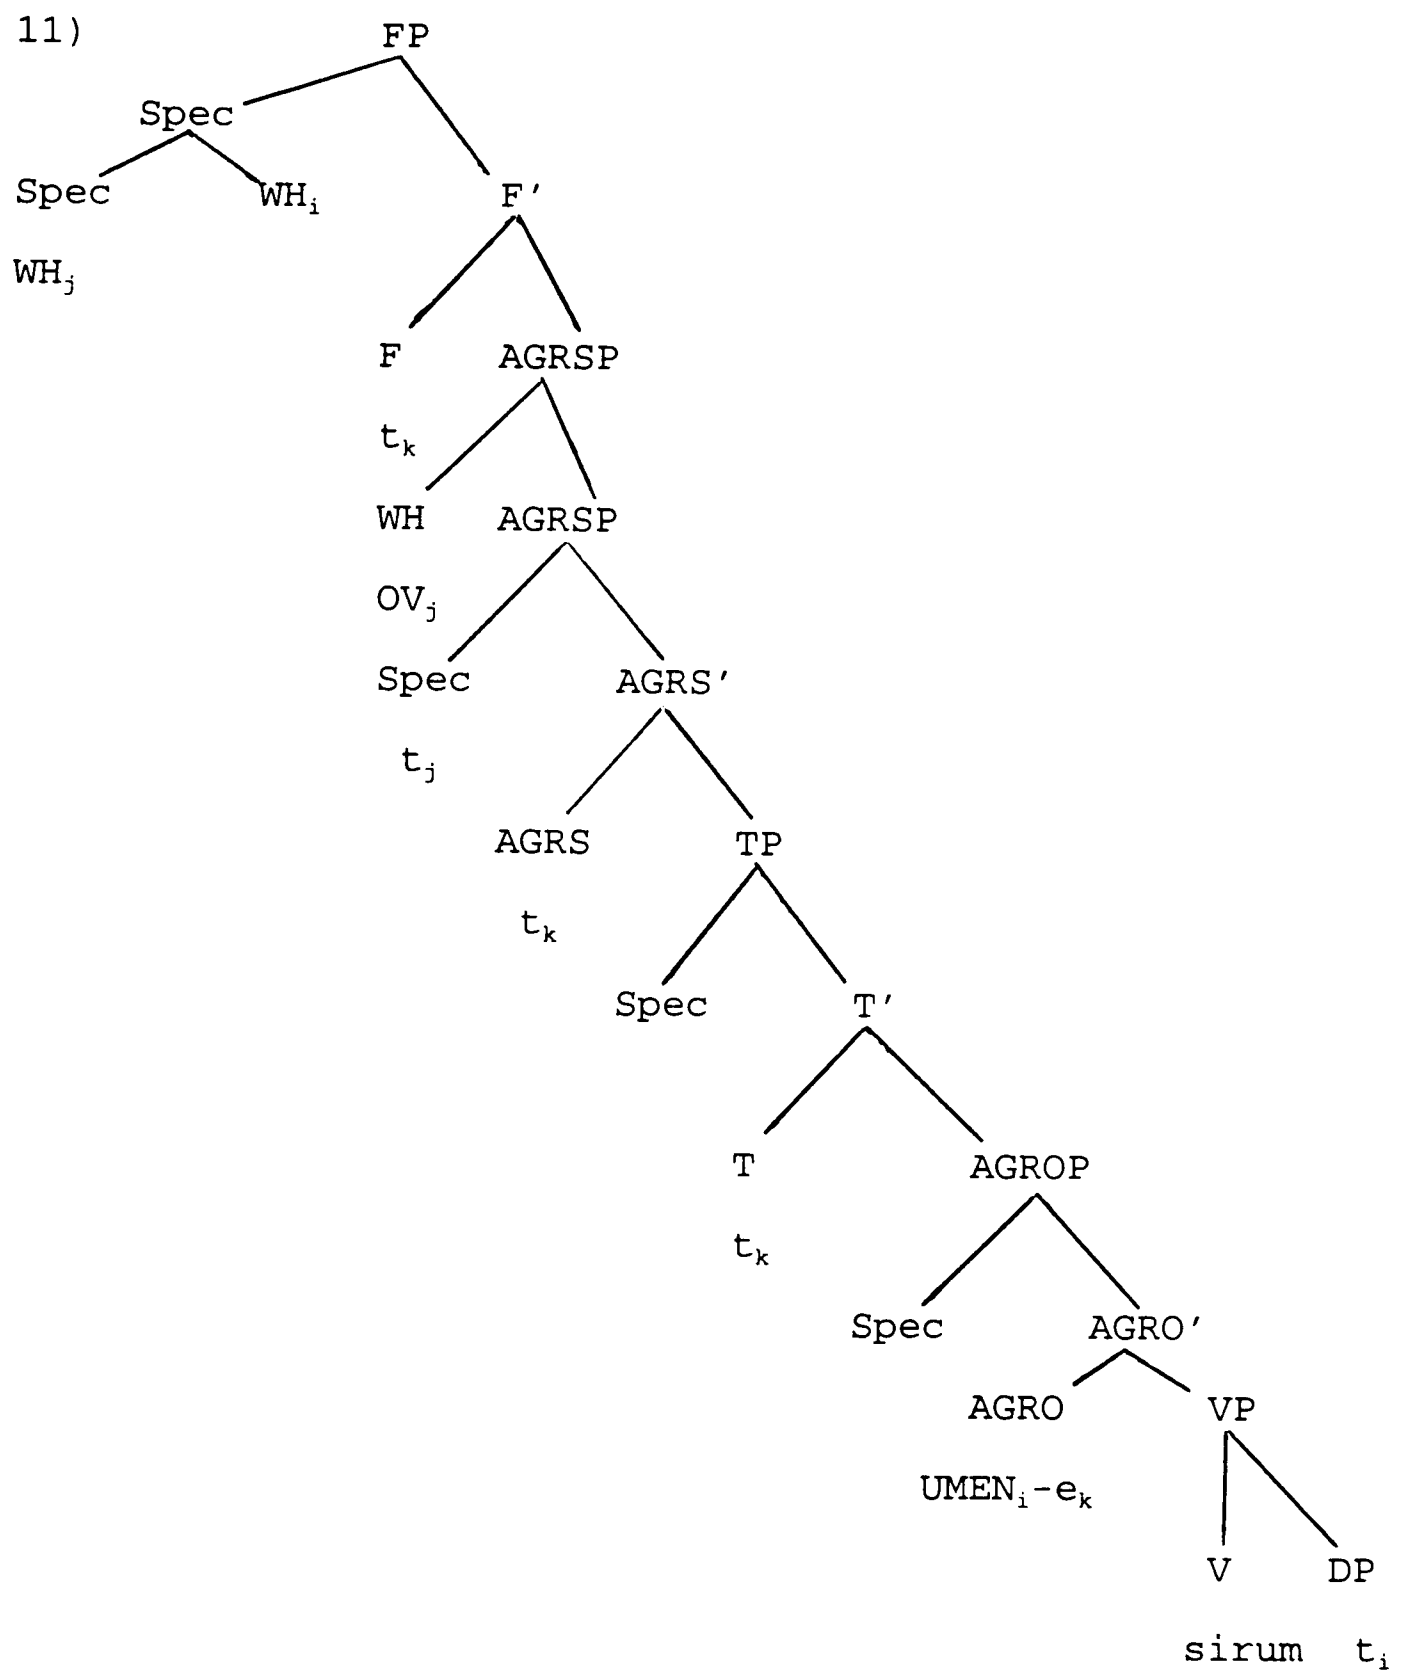 11)
FP
Spec
Spec WHᵢ F'
WHⱼ
F AGRSP
tₖ
WH AGRSP
OVⱼ
Spec AGRS'
tⱼ
AGRS TP
tₖ
Spec T'
T AGROP
tₖ
Spec AGRO'
AGRO VP
UMENᵢ-eₖ
V DP
sirum tᵢ